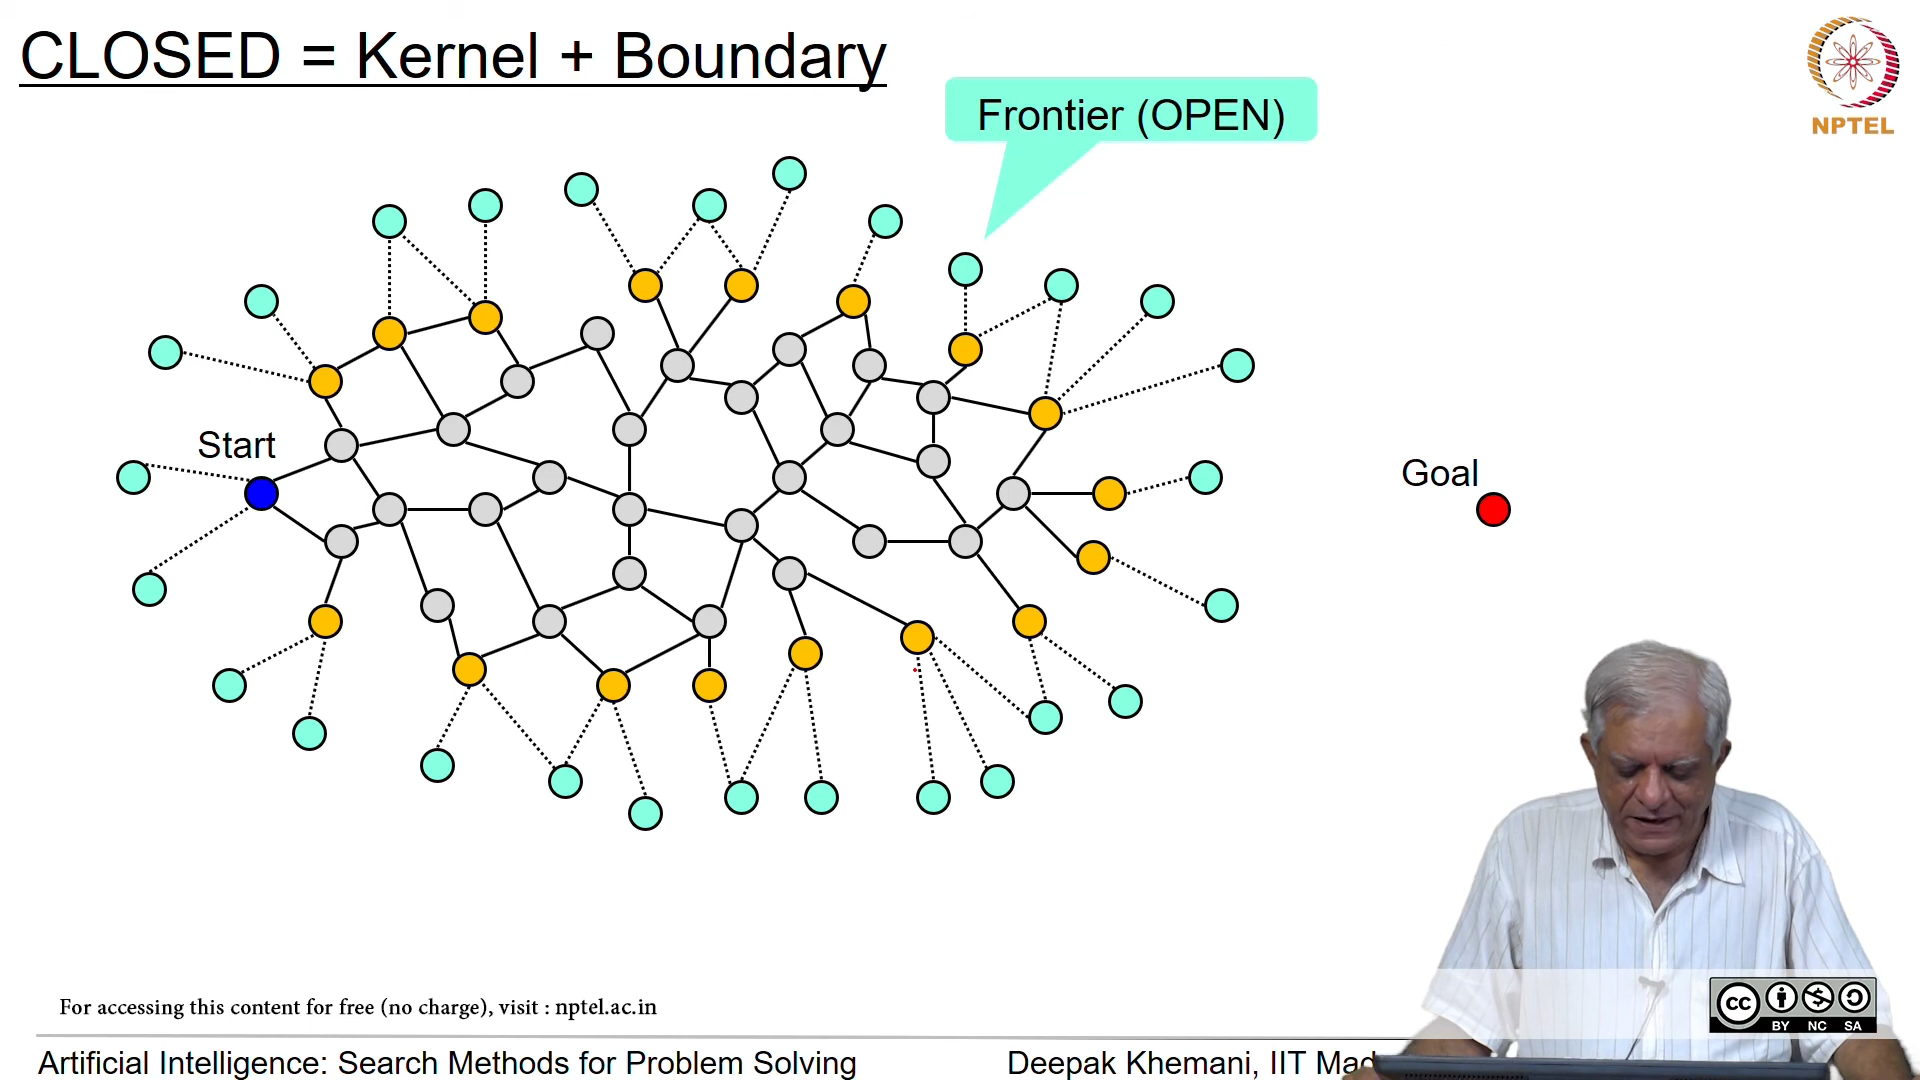 CLOSED = Kernel + Boundary
Frontier (OPEN)
NPTEL
Start
Goal
For accessing this content for free (no charge), visit : nptel.ac.in
cc
BY NC SA
Artificial Intelligence: Search Methods for Problem Solving
Deepak Khemani, IIT Mad